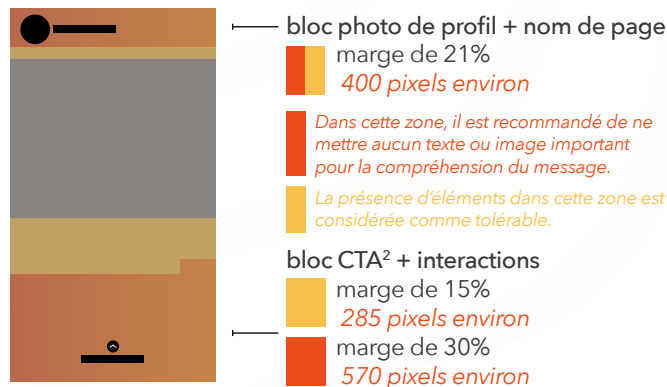 bloc photo de profil + nom de page
marge de 21%
400 pixels environ
Dans cette zone, il est recommandé de ne
mettre aucun texte ou image important
pour la compréhension du message.
La présence d’éléments dans cette zone est
considérée comme tolérable.
bloc CTA² + interactions
marge de 15%
285 pixels environ
marge de 30%
570 pixels environ